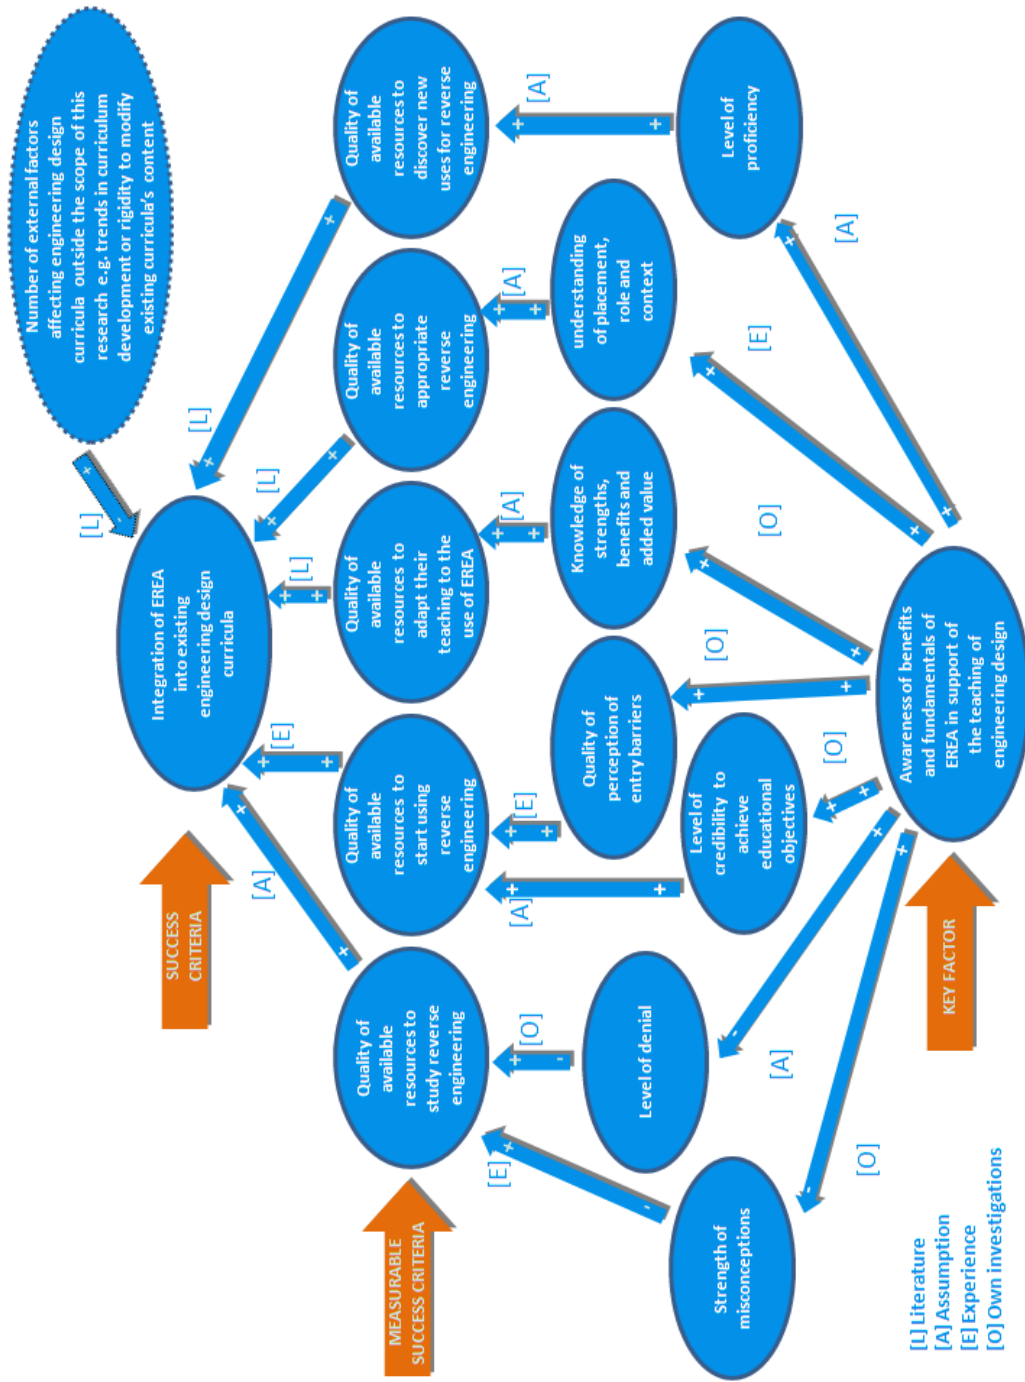 Number of external factors
affecting engineering design
curricula outside the scope of this
research e.g. trends in curriculum
development or rigidity to modify
existing curricula's content
[L]
+
-
SUCCESS
CRITERIA
Integration of EREA
into existing
engineering design
curricula
[A]
+
+
[E]
+
+
[L]
+
+
[L]
+
+
[L]
+
+
MEASURABLE
SUCCESS CRITERIA
Quality of
available
resources to
study reverse
engineering
Quality of
available
resources to
start using
reverse
engineering
Quality of
available
resources to
adapt their
teaching to the
use of EREA
Quality of
available
resources to
appropriate
reverse
engineering
Quality of
available
resources to
discover new
uses for reverse
engineering
[E]
+
-
[O]
+
-
[A]
+
+
[E]
+
+
[A]
+
+
[A]
+
+
[A]
+
+
Strength of
misconceptions
Level of denial
Level of
credibility to
achieve
educational
objectives
Quality of
perception of
entry barriers
Knowledge of
strengths,
benefits and
added value
understanding
of placement,
role and
context
Level of
proficiency
[O]
-
+
[A]
-
+
[O]
+
+
[O]
+
+
[O]
+
+
[E]
+
+
[A]
+
+
KEY FACTOR
Awareness of benefits
and fundamentals of
EREA in support of
the teaching of
engineering design
[L] Literature
[A] Assumption
[E] Experience
[O] Own investigations